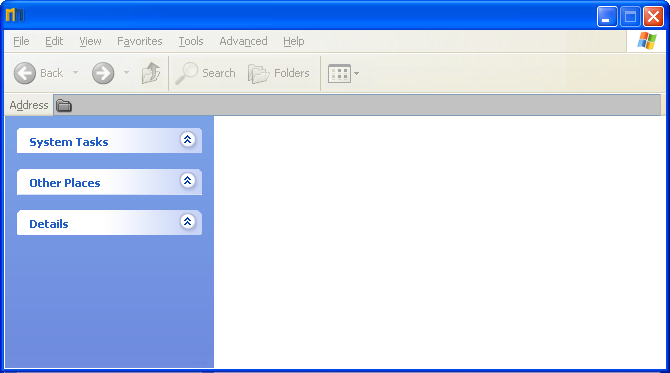 File Edit View Favorites Tools Advanced Help
Back Search Folders
Address
System Tasks
Other Places
Details